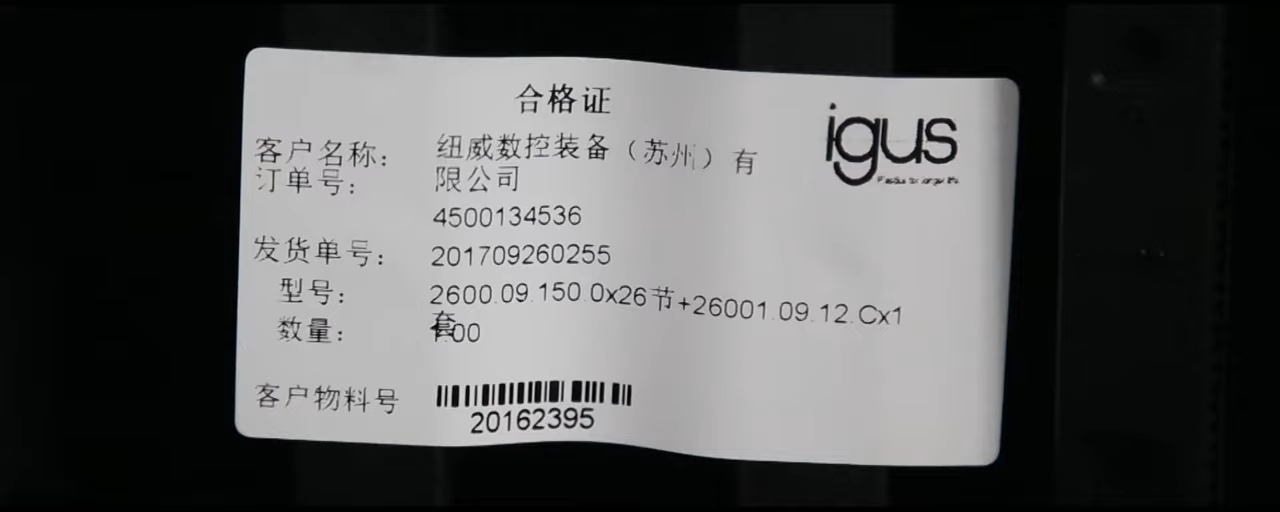 合格证
igus
客户名称： 纽威数控装备（苏州）有
限公司
订单号：
4500134536
发货单号： 201709260255
型号： 2600.09.150.0x26节+26001.09.12.Cx1
套
数量： 1.00
客户物料号
20162395